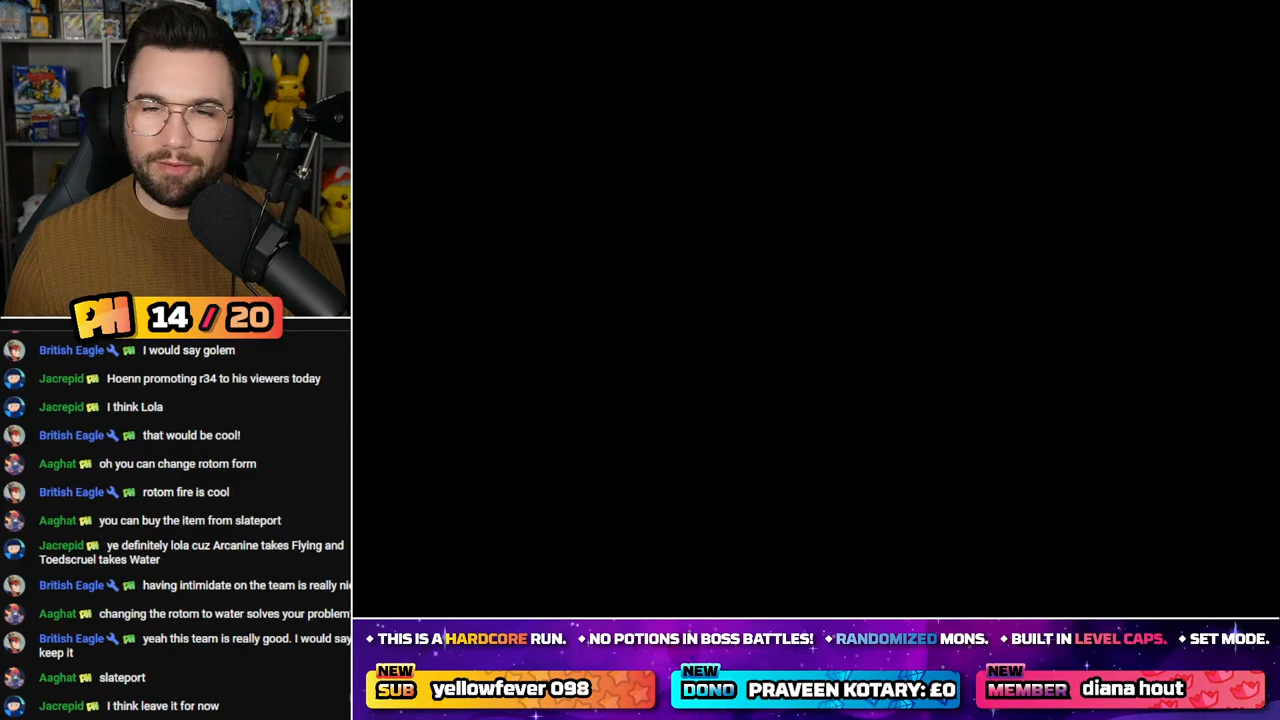 PH 14 / 20
British Eagle I would say golem
Jacrepid Hoenn promoting r34 to his viewers today
Jacrepid I think Lola
British Eagle that would be cool!
Aaghat oh you can change rotom form
British Eagle rotom fire is cool
Aaghat you can buy the item from slateport
Jacrepid ye definitely lola cuz Arcanine takes Flying and
Toedscruel takes Water
British Eagle having intimidate on the team is really
Aaghat changing the rotom to water solves your problem
British Eagle yeah this team is really good. I would say
keep it
Aaghat slateport
Jacrepid I think leave it for now
THIS IS A HARDCORE RUN. NO POTIONS IN BOSS BATTLES! RANDOMIZED MONS. BUILT IN LEVEL CAPS. SET MODE.
NEW SUB yellowfever 098
NEW DONO PRAVEEN KOTARY: £0
NEW MEMBER diana hout